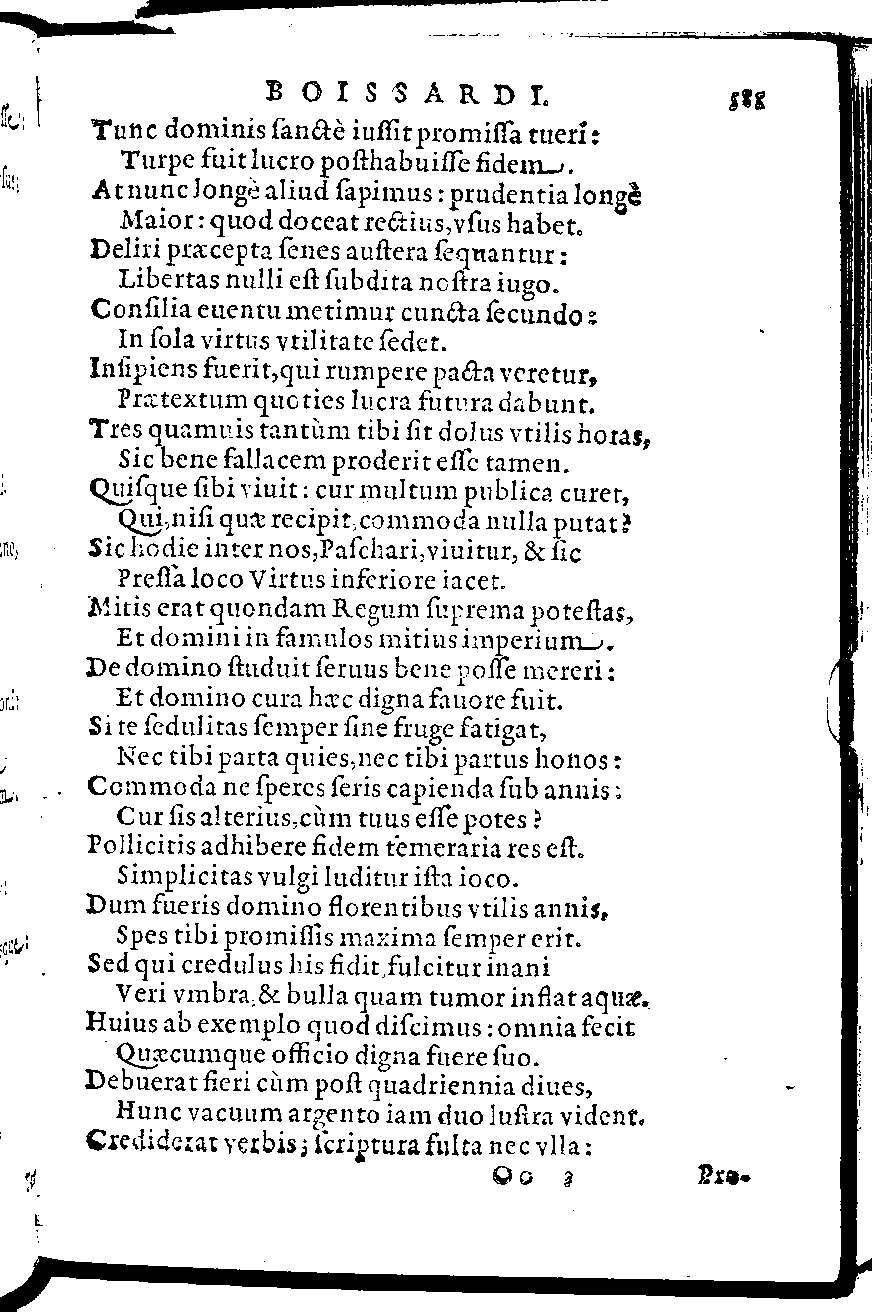 BOISSARDI. 585
Tunc dominis ſanctè iuſſit promiſſa tueri:
Turpe fuit lucro poſthabuiſſe fidem.
At nunc longè aliud ſapimus: prudentia longè
Maior: quod doceat rectius, vſus habet.
Deliri præcepta ſenes auſtera ſequantur:
Libertas nulli eſt ſubdita noſtra iugo.
Conſilia euentu metimur cuncta ſecundo:
In ſola virtus vtilitate ſedet.
Inſipiens fuerit, qui rumpere pacta veretur,
Prætextum quoties lucra futura dabunt.
Tres quamuis tantùm tibi ſit dolus vtilis horas,
Sic bene fallacem proderit eſſe tamen.
Quiſque ſibi viuit: cur multum publica curet,
Qui, niſi quæ recipit, commoda nulla putat?
Sic hodie inter nos, Paſchari, viuitur, & ſic
Preſſa loco Virtus inferiore iacet.
Mitis erat quondam Regum ſuprema poteſtas,
Et domini in famulos mitius imperium.
De domino ſtuduit ſeruus bene poſſe mereri:
Et domino cura hæc digna fauore fuit.
Si te ſedulitas ſemper ſine fruge fatigat,
Nec tibi parta quies, nec tibi partus honos:
Commoda ne ſperes ſeris capienda ſub annis:
Cur ſis alterius, cùm tuus eſſe potes?
Pollicitis adhibere fidem temeraria res eſt.
Simplicitas vulgi luditur iſta ioco.
Dum fueris domino florentibus vtilis annis,
Spes tibi promiſſis maxima ſemper erit.
Sed qui credulus his fidit, fulcitur inani
Veri vmbra, & bulla quam tumor inflat aquæ.
Huius ab exemplo quod diſcimus: omnia fecit
Quæcumque officio digna fuere ſuo.
Debuerat fieri cùm poſt quadriennia diues,
Hunc vacuum argento iam duo luſtra vident.
Crediderat verbis; ſcriptura fulta nec vlla:
Oo 3 Præ-